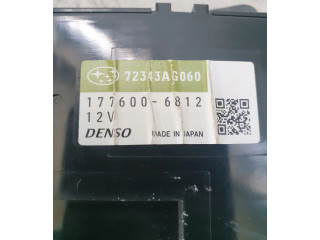 72343AG060
177600-6812
12V
DENSO MADE IN JAPAN